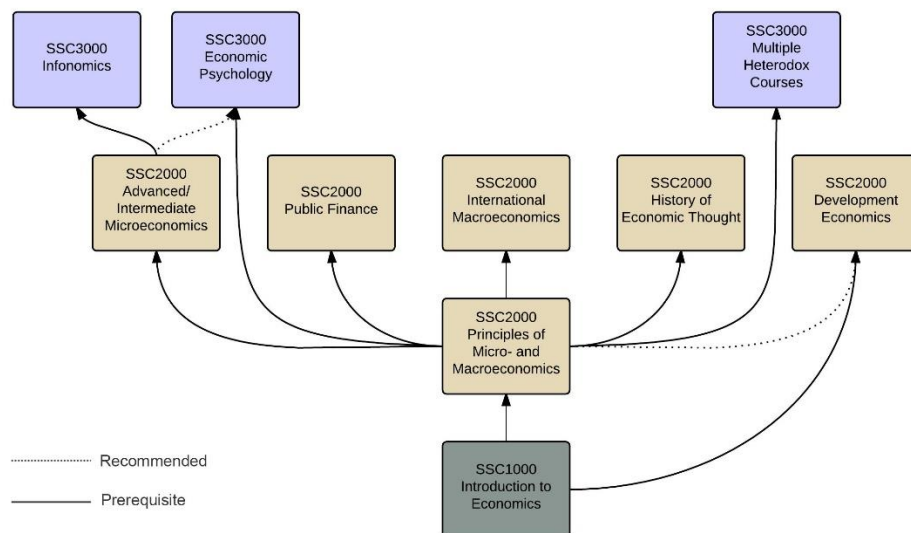 SSC3000
Infonomics
SSC3000
Economic
Psychology
SSC3000
Multiple
Heterodox
Courses
SSC2000
Advanced/
Intermediate
Microeconomics
SSC2000
Public Finance
SSC2000
International
Macroeconomics
SSC2000
History of
Economic Thought
SSC2000
Development
Economics
SSC2000
Principles of
Micro- and
Macroeconomics
SSC1000
Introduction to
Economics
Recommended
Prerequisite